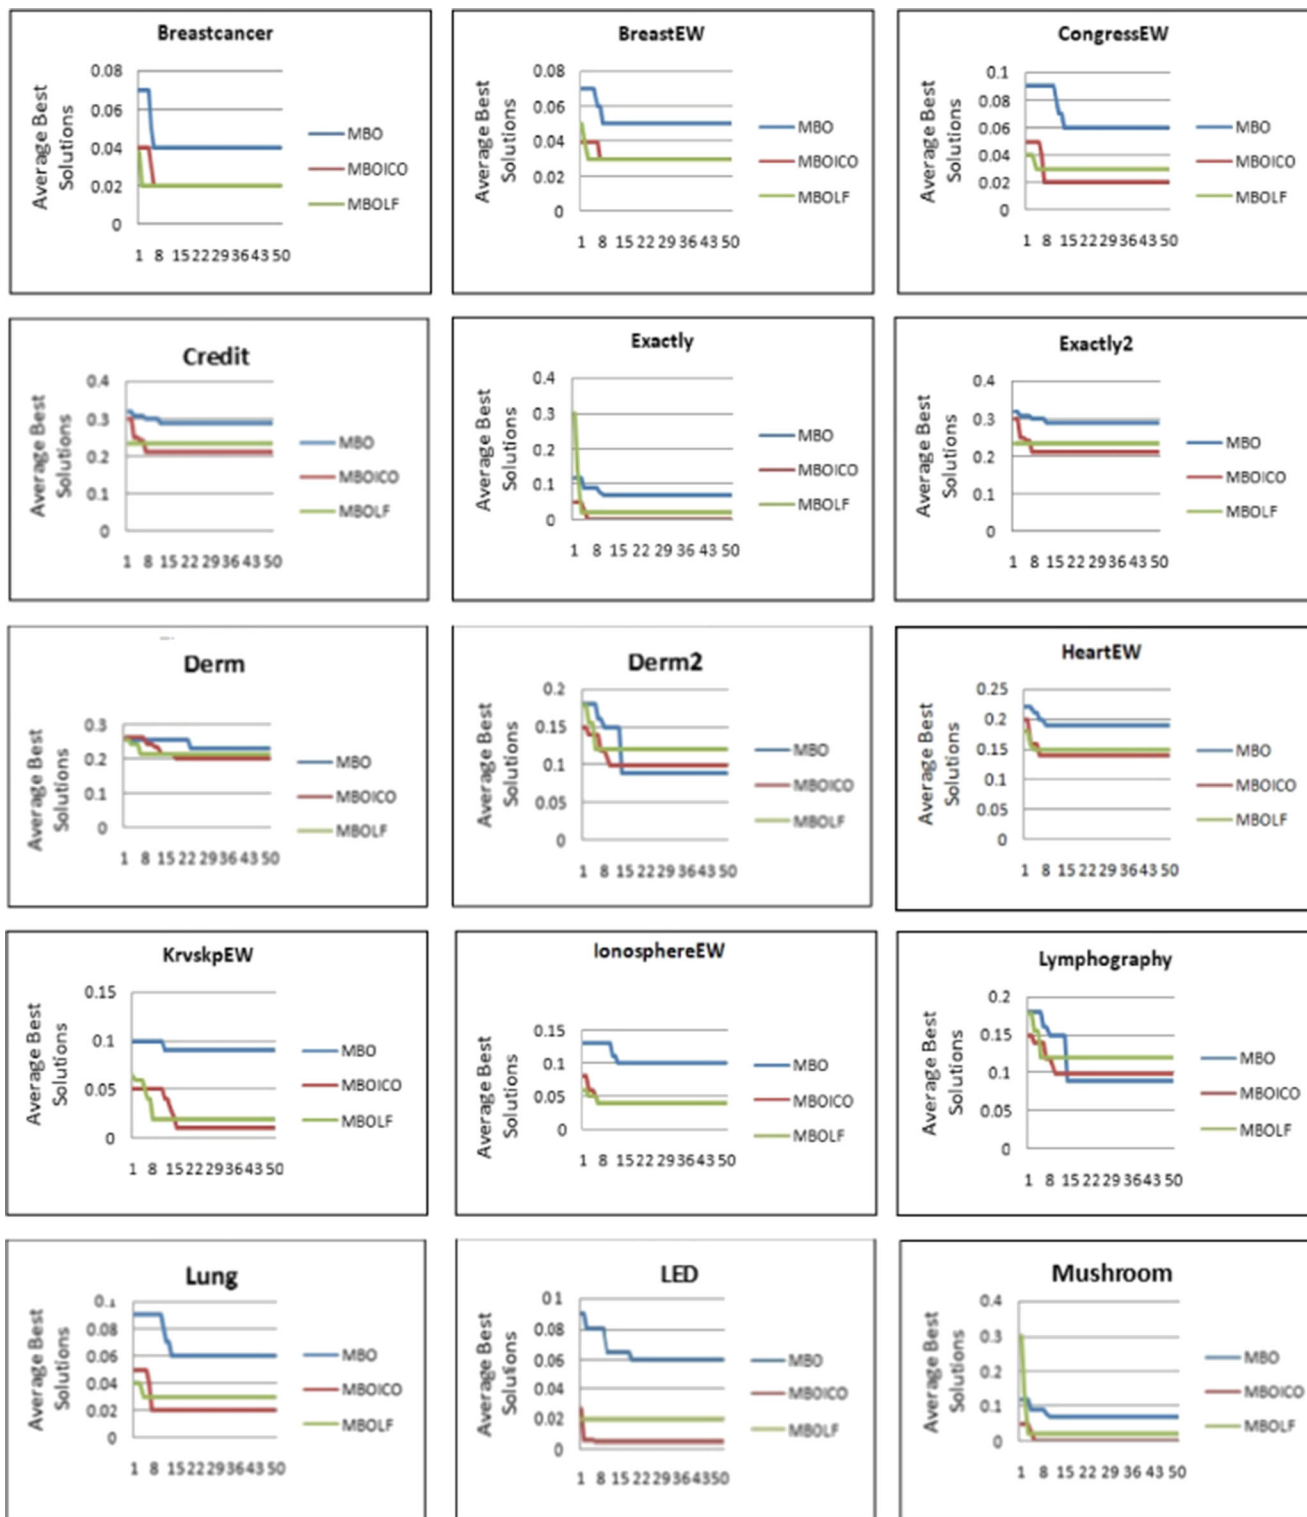 Breastcancer
Average Best
Solutions
0.08
0.06
0.04
0.02
0
1 8 15 22 29 36 43 50
MBO
MBOICO
MBOLF
BreastEW
Average Best
Solutions
0.08
0.06
0.04
0.02
0
1 8 15 22 29 36 43 50
MBO
MBOICO
MBOLF
CongressEW
Average Best
Solutions
0.1
0.08
0.06
0.04
0.02
0
1 8 15 22 29 36 43 50
MBO
MBOICO
MBOLF
Credit
Average Best
Solutions
0.4
0.3
0.2
0.1
0
1 8 15 22 29 36 43 50
MBO
MBOICO
MBOLF
Exactly
Average Best
Solutions
0.4
0.3
0.2
0.1
0
1 8 15 22 29 36 43 50
MBO
MBOICO
MBOLF
Exactly2
Average Best
Solutions
0.4
0.3
0.2
0.1
0
1 8 15 22 29 36 43 50
MBO
MBOICO
MBOLF
Derm
Average Best
Solutions
0.3
0.2
0.1
0
1 8 15 22 29 36 43 50
MBO
MBOICO
MBOLF
Derm2
Average Best
Solutions
0.2
0.15
0.1
0.05
0
1 8 15 22 29 36 43 50
MBO
MBOICO
MBOLF
HeartEW
Average Best
Solutions
0.25
0.2
0.15
0.1
0.05
0
1 8 15 22 29 36 43 50
MBO
MBOICO
MBOLF
KrvskpEW
Average Best
Solutions
0.15
0.1
0.05
0
1 8 15 22 29 36 43 50
MBO
MBOICO
MBOLF
IonosphereEW
Average Best
Solutions
0.15
0.1
0.05
0
1 8 15 22 29 36 43 50
MBO
MBOICO
MBOLF
Lymphography
Average Best
Solutions
0.2
0.15
0.1
0.05
0
1 8 15 22 29 36 43 50
MBO
MBOICO
MBOLF
Lung
Average Best
Solutions
0.1
0.08
0.06
0.04
0.02
0
1 8 15 22 29 36 43 50
MBO
MBOICO
MBOLF
LED
Average Best
Solutions
0.1
0.08
0.06
0.04
0.02
0
1 8 15 22 29 36 43 50
MBO
MBOICO
MBOLF
Mushroom
Average Best
Solutions
0.4
0.3
0.2
0.1
0
1 8 15 22 29 36 43 50
MBO
MBOICO
MBOLF